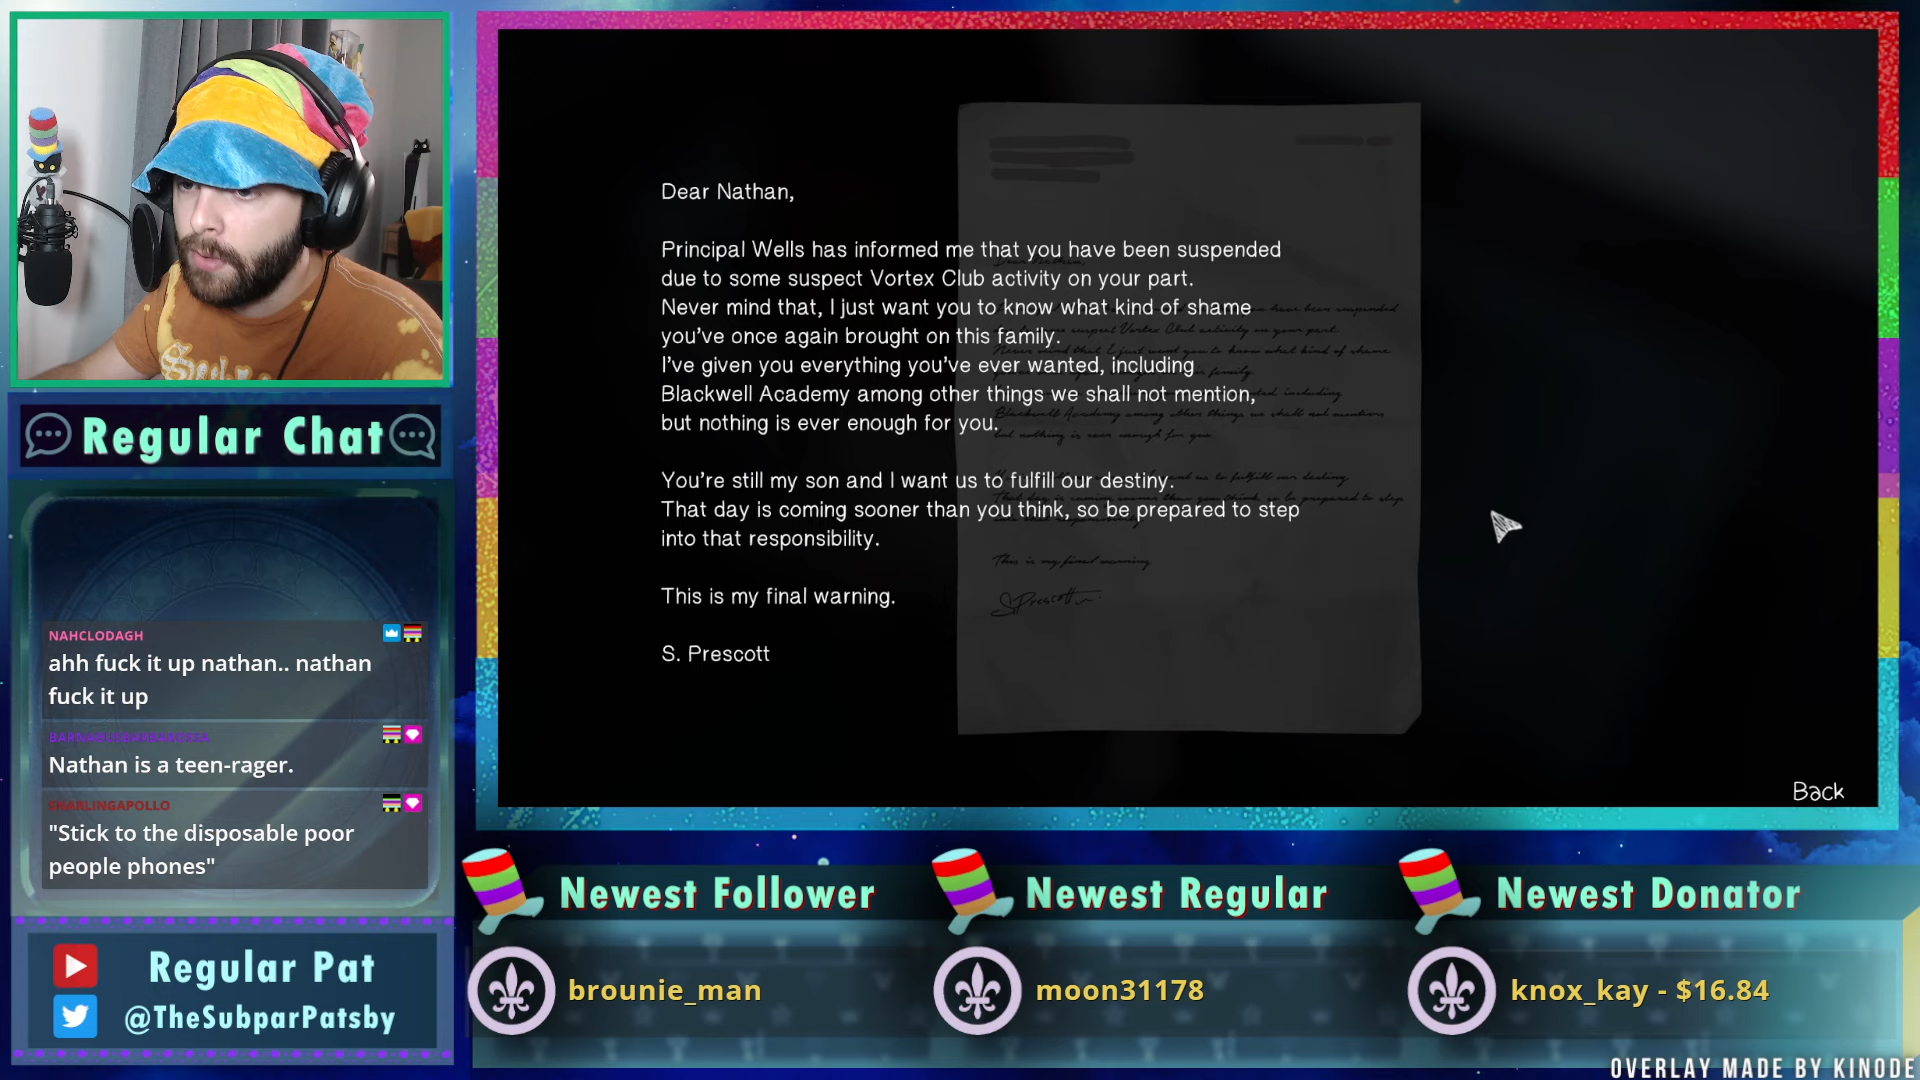 Dear Nathan,
Principal Wells has informed me that you have been suspended
due to some suspect Vortex Club activity on your part.
Never mind that, I just want you to know what kind of shame
you've once again brought on this family.
I've given you everything you've ever wanted, including
Blackwell Academy among other things we shall not mention,
but nothing is ever enough for you.
You're still my son and I want us to fulfill our destiny.
That day is coming sooner than you think, so be prepared to step
into that responsibility.
This is my final warning.
S. Prescott
This is my final warning
S Prescott
Back
Regular Chat
NAHCLODAGH
ahh fuck it up nathan.. nathan
fuck it up
Nathan is a teen-rager.
SNARLINGAPOLLO
"Stick to the disposable poor
people phones"
Regular Pat
@TheSubparPatsby
Newest Follower
brounie_man
Newest Regular
moon31178
Newest Donator
knox_kay - $16.84
OVERLAY MADE BY KINODE